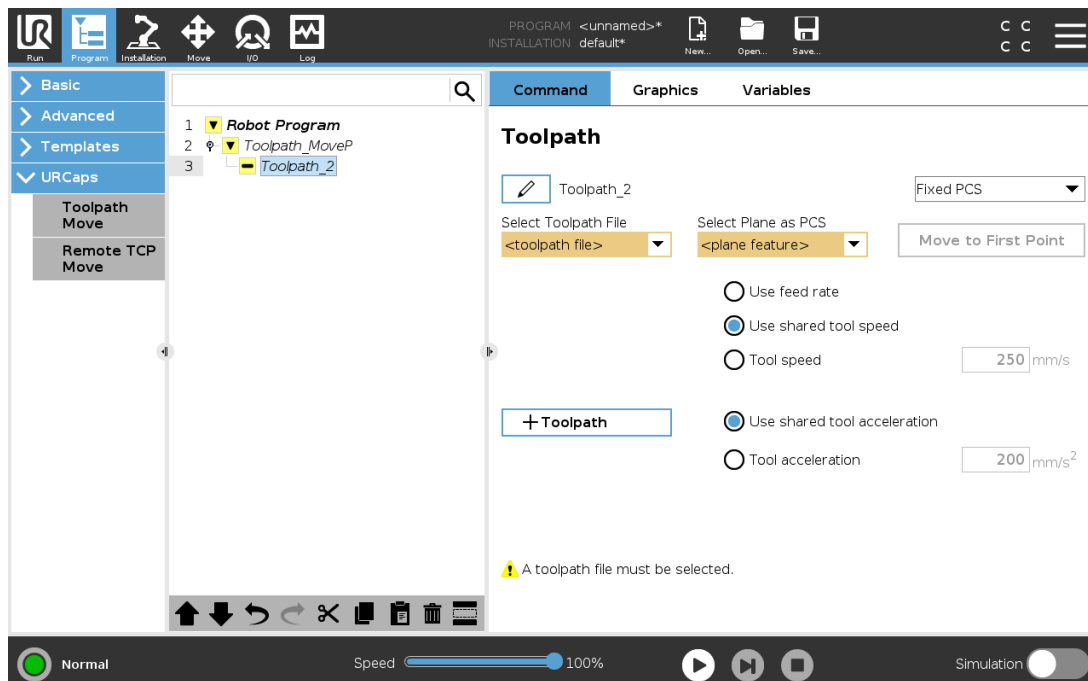 UR
PROGRAM <unnamed>*
INSTALLATION default*
Run Program Installation Move I/O Log New... Open... Save...
C C
C C
Basic
Advanced
Templates
URCaps
Toolpath
Move
Remote TCP
Move
1 Robot Program
2 Toolpath_MoveP
3 Toolpath_2
Command Graphics Variables
Toolpath
Toolpath_2 Fixed PCS
Select Toolpath File Select Plane as PCS
<toolpath file> <plane feature> Move to First Point
Use feed rate
Use shared tool speed
Tool speed 250 mm/s
+Toolpath Use shared tool acceleration
Tool acceleration 200 mm/s²
A toolpath file must be selected.
Normal Speed 100% Simulation